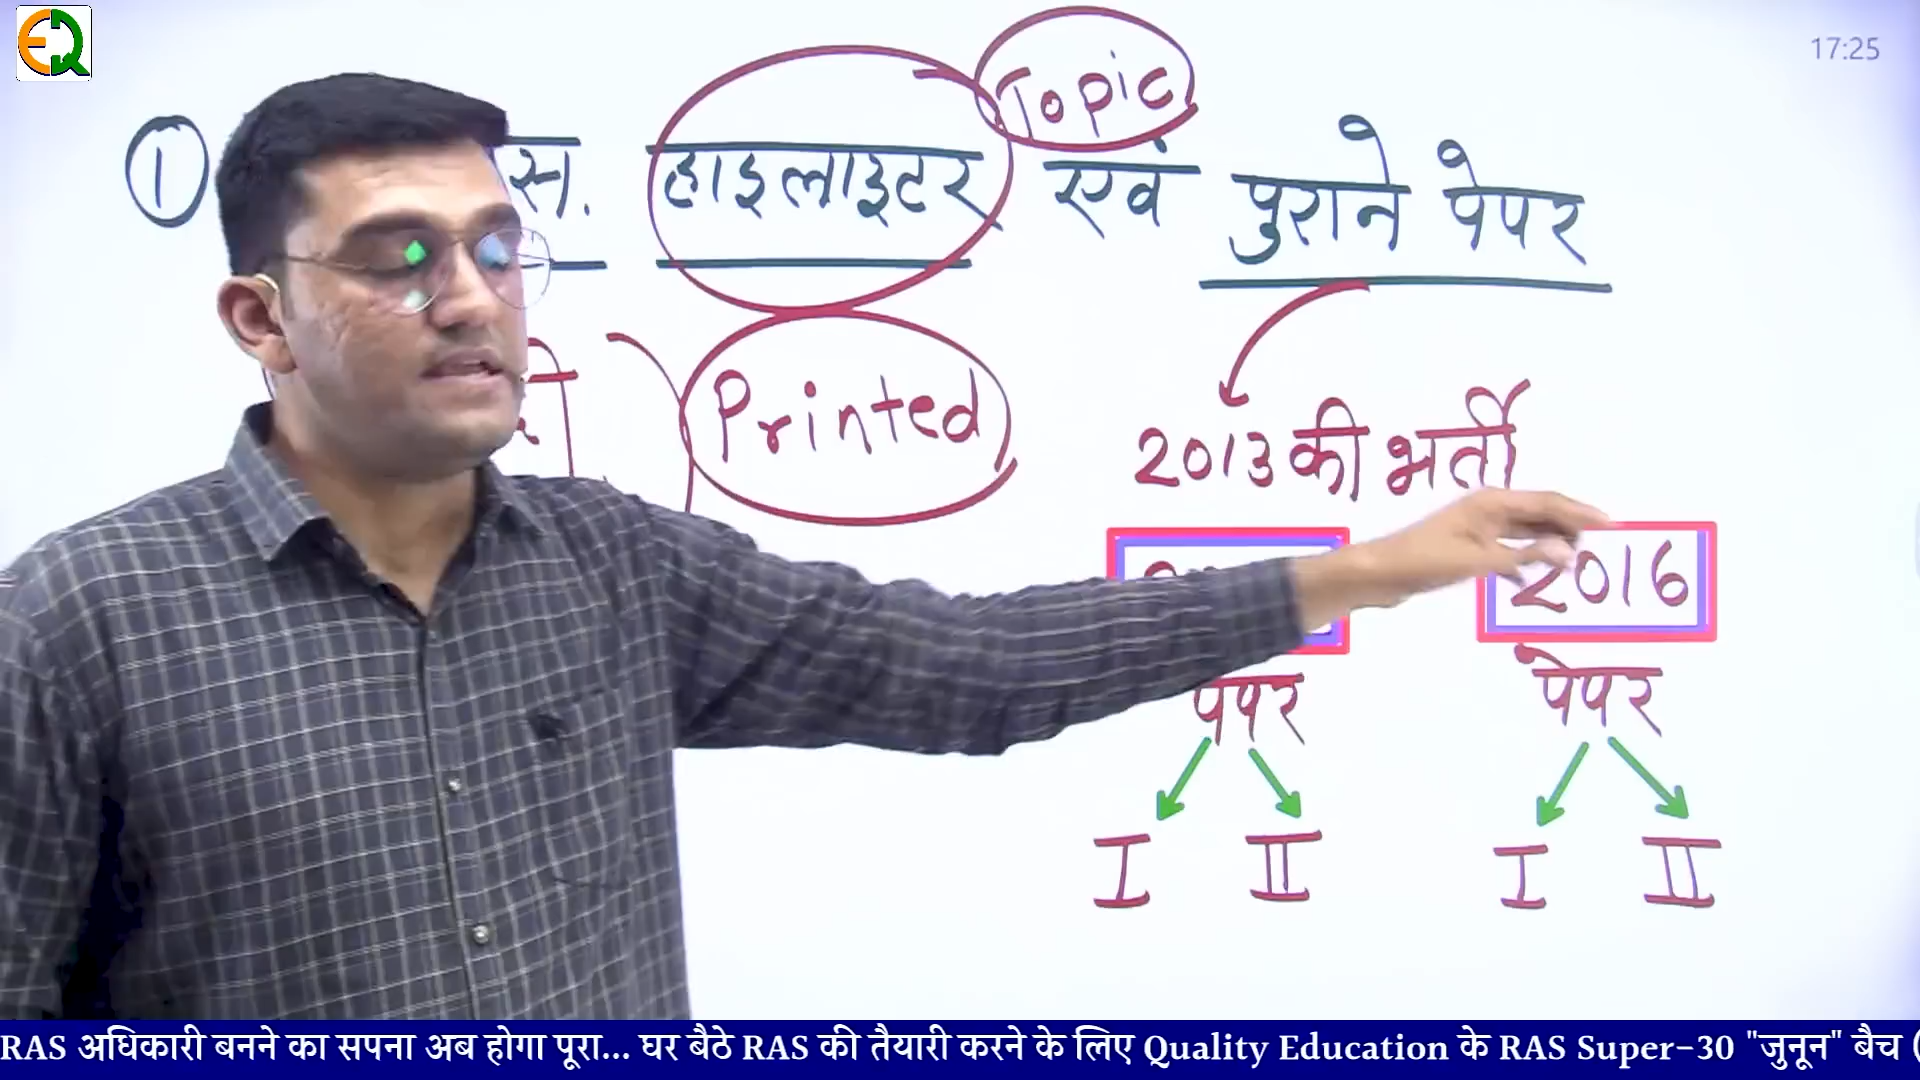 EQ
17:25
Topic
① स. हाइलाइटर एवं पुराने पेपर
Printed
2013 की भर्ती
2016
पेपर पेपर
I II I II
RAS अधिकारी बनने का सपना अब होगा पूरा... घर बैठे RAS की तैयारी करने के लिए Quality Education के RAS Super-30 "जुनून" बैच (